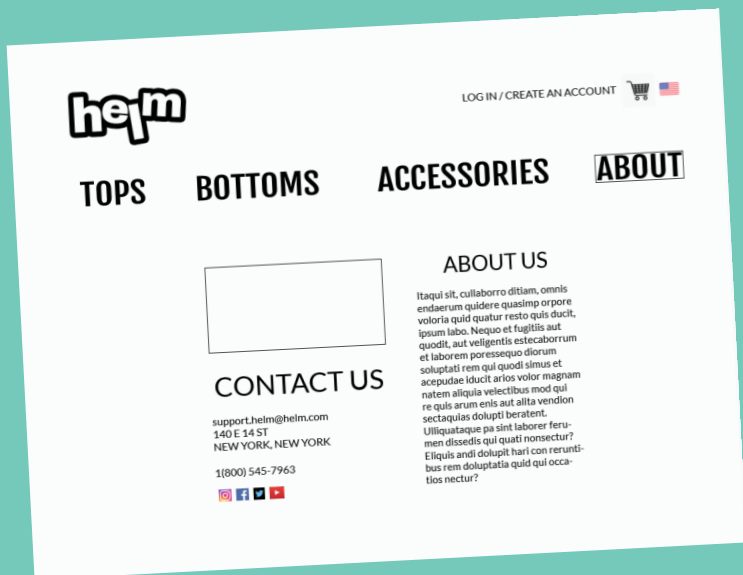 helm
LOG IN / CREATE AN ACCOUNT
TOPS BOTTOMS ACCESSORIES ABOUT
ABOUT US
Itaqui sit, cullaborro ditiam, omnis
endaerum quidere quasimp orpore
voloria quid quatur resto quis ducit,
ipsum labo. Nequo et fugitiis aut
quodit, aut veligentis estecaborrum
et laborem poressequo diorum
soluptati rem qui quodi simus et
acepudae iducit arios volor magnam
natem aliquia velectibus mod qui
re quis arum enis aut alita vendion
sectaquias dolupti beratent.
Ulliquataque pa sint laborer feru-
men dissedis qui quati nonsectur?
Eliquis andi dolupit hari con rerunti-
bus rem doluptatia quid qui occa-
tios nectur?
CONTACT US
support.helm@helm.com
140 E 14 ST
NEW YORK, NEW YORK
1(800) 545-7963